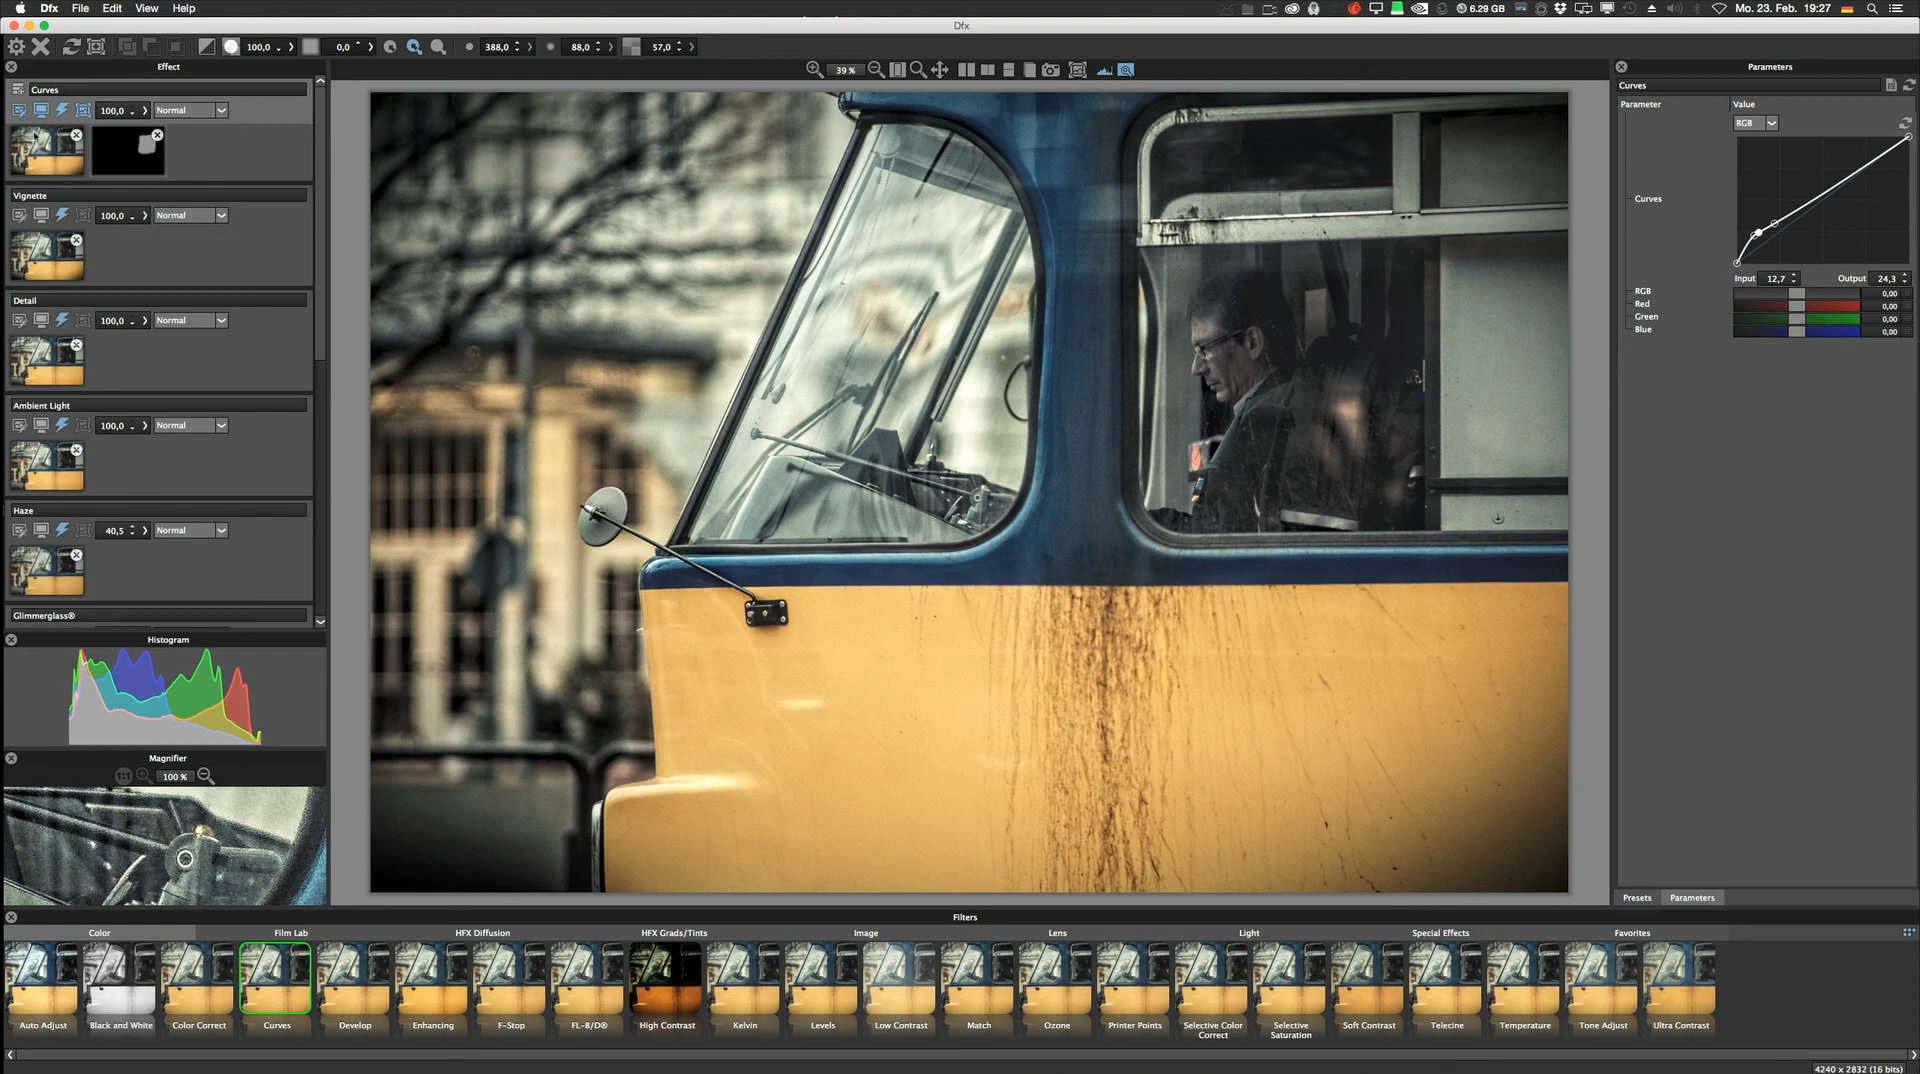 Dfx File Edit View Help 6.29 GB Mo. 23. Feb. 19:27
Dfx
100,0 0,0 388,0 88,0 57,0
Effect
39 %
Parameters
Curves
100,0 Normal
Vignette
100,0 Normal
Detail
100,0 Normal
Ambient Light
100,0 Normal
Haze
40,5 Normal
Glimmerglass®
Histogram
Magnifier
1:1 100 %
Curves
Parameter Value
RGB
Curves
Input 12,7 Output 24,3
RGB 0,00
Red 0,00
Green 0,00
Blue 0,00
Presets Parameters
Filters
Color Film Lab HFX Diffusion HFX Grads/Tints Image Lens Light Special Effects Favorites
Auto Adjust Black and White Color Correct Curves Develop Enhancing F-Stop FL-B/D® High Contrast Kelvin Levels Low Contrast Match Ozone Printer Points Selective Color Correct Selective Saturation Soft Contrast Telecine Temperature Tone Adjust Ultra Contrast
4240 x 2832 (16 bits)